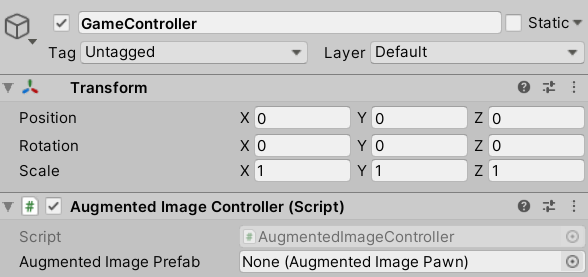 GameController Static
Tag Untagged Layer Default
Transform
Position X 0 Y 0 Z 0
Rotation X 0 Y 0 Z 0
Scale X 1 Y 1 Z 1
# Augmented Image Controller (Script)
Script # AugmentedImageController
Augmented Image Prefab None (Augmented Image Pawn)